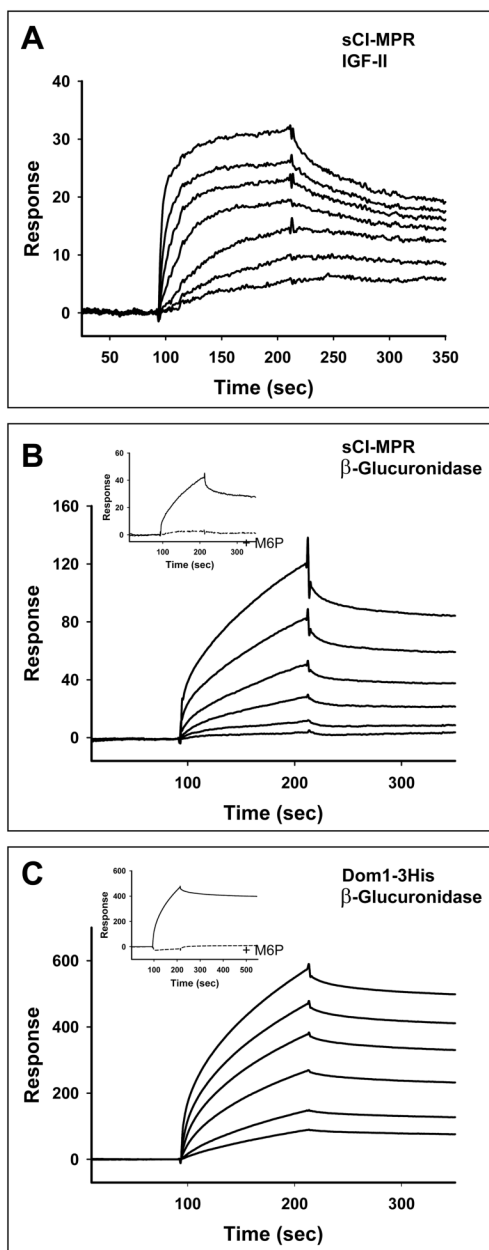 A
sCI-MPR
IGF-II
40
30
20
10
0
Response
50 100 150 200 250 300 350
Time (sec)
B
sCI-MPR
β-Glucuronidase
60
40
20
0
Response
+ M6P
100 200 300
Time (sec)
160
120
80
40
0
Response
100 200 300
Time (sec)
C
Dom1-3His
β-Glucuronidase
600
400
200
0
Response
+ M6P
100 200 300 400 500
Time (sec)
600
400
200
0
Response
100 200 300
Time (sec)